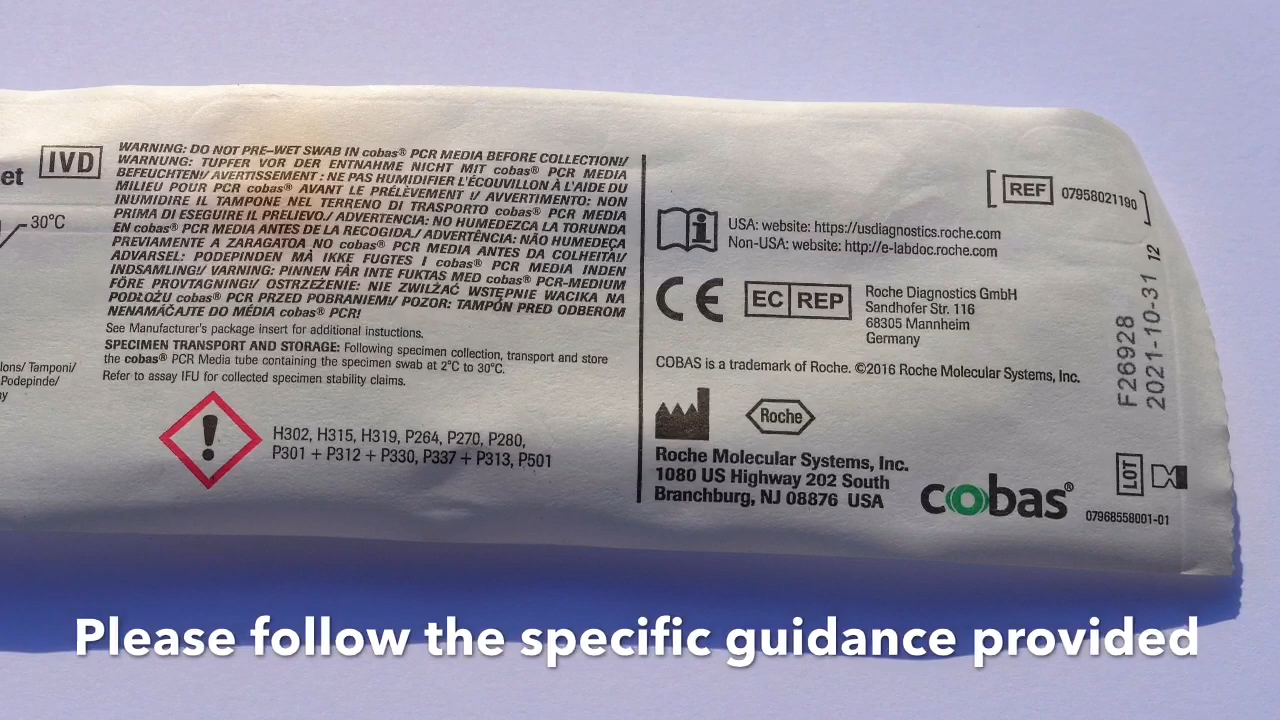 et IVD
30°C
WARNING: DO NOT PRE–WET SWAB IN cobas® PCR MEDIA BEFORE COLLECTION!/
WARNUNG: TUPFER VOR DER ENTNAHME NICHT MIT cobas® PCR MEDIA
BEFEUCHTEN!/ AVERTISSEMENT : NE PAS HUMIDIFIER L'ÉCOUVILLON À L'AIDE DU
MILIEU POUR PCR cobas® AVANT LE PRÉLÈVEMENT !/ AVVERTIMENTO: NON
INUMIDIRE IL TAMPONE NEL TERRENO DI TRASPORTO cobas® PCR MEDIA
PRIMA DI ESEGUIRE IL PRELIEVO./ ADVERTENCIA: NO HUMEDEZCA LA TORUNDA
EN cobas® PCR MEDIA ANTES DE LA RECOGIDA./ ADVERTÊNCIA: NÃO HUMEDEÇA
PREVIAMENTE A ZARAGATOA NO cobas® PCR MEDIA ANTES DA COLHEITA!/
ADVARSEL: PODEPINDEN MÅ IKKE FUGTES I cobas® PCR MEDIA INDEN
INDSAMLING!/ VARNING: PINNEN FÅR INTE FUKTAS MED cobas® PCR-MEDIUM
FÖRE PROVTAGNING!/ OSTRZEŻENIE: NIE ZWILŻAĆ WSTĘPNIE WACIKA NA
PODŁOŻU cobas® PCR PRZED POBRANIEM!/ POZOR: TAMPÓN PRED ODBEROM
NENAMÁČAJTE DO MÉDIA cobas® PCR!
See Manufacturer's package insert for additional instuctions.
SPECIMEN TRANSPORT AND STORAGE: Following specimen collection, transport and store
the cobas® PCR Media tube containing the specimen swab at 2°C to 30°C.
Refer to assay IFU for collected specimen stability claims.
lons/ Tamponi/
Podepinde/
ny
H302, H315, H319, P264, P270, P280,
P301 + P312 + P330, P337 + P313, P501
REF 07958021190
USA: website: https://usdiagnostics.roche.com
Non-USA: website: http://e-labdoc.roche.com
CE EC REP
Roche Diagnostics GmbH
Sandhofer Str. 116
68305 Mannheim
Germany
COBAS is a trademark of Roche. ©2016 Roche Molecular Systems, Inc.
Roche
Roche Molecular Systems, Inc.
1080 US Highway 202 South
Branchburg, NJ 08876 USA
cobas®
F26928
2021-10-31 12
LOT
07968558001-01
Please follow the specific guidance provided